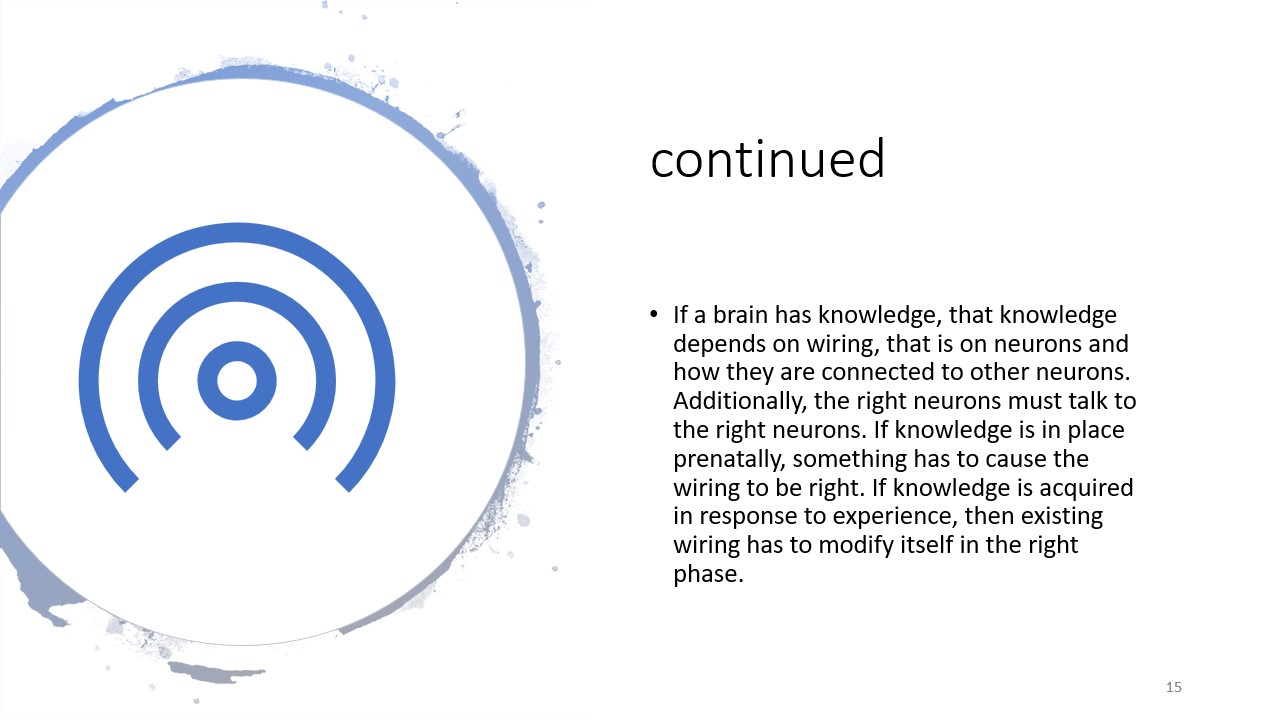 continued
• If a brain has knowledge, that knowledge
depends on wiring, that is on neurons and
how they are connected to other neurons.
Additionally, the right neurons must talk to
the right neurons. If knowledge is in place
prenatally, something has to cause the
wiring to be right. If knowledge is acquired
in response to experience, then existing
wiring has to modify itself in the right
phase.
15